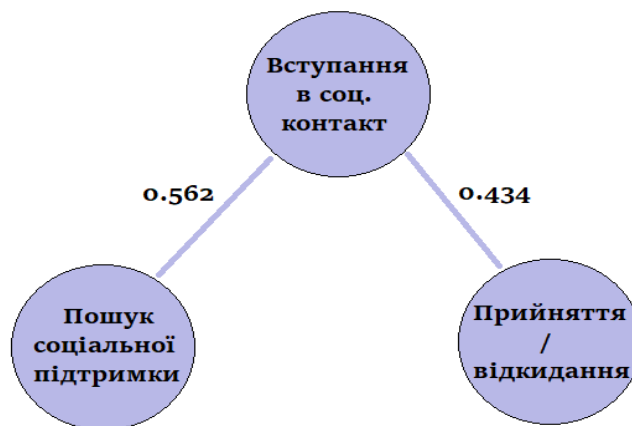 Вступання
в соц.
контакт
0.562
0.434
Пошук
соціальної
підтримки
Прийняття
/
відкидання